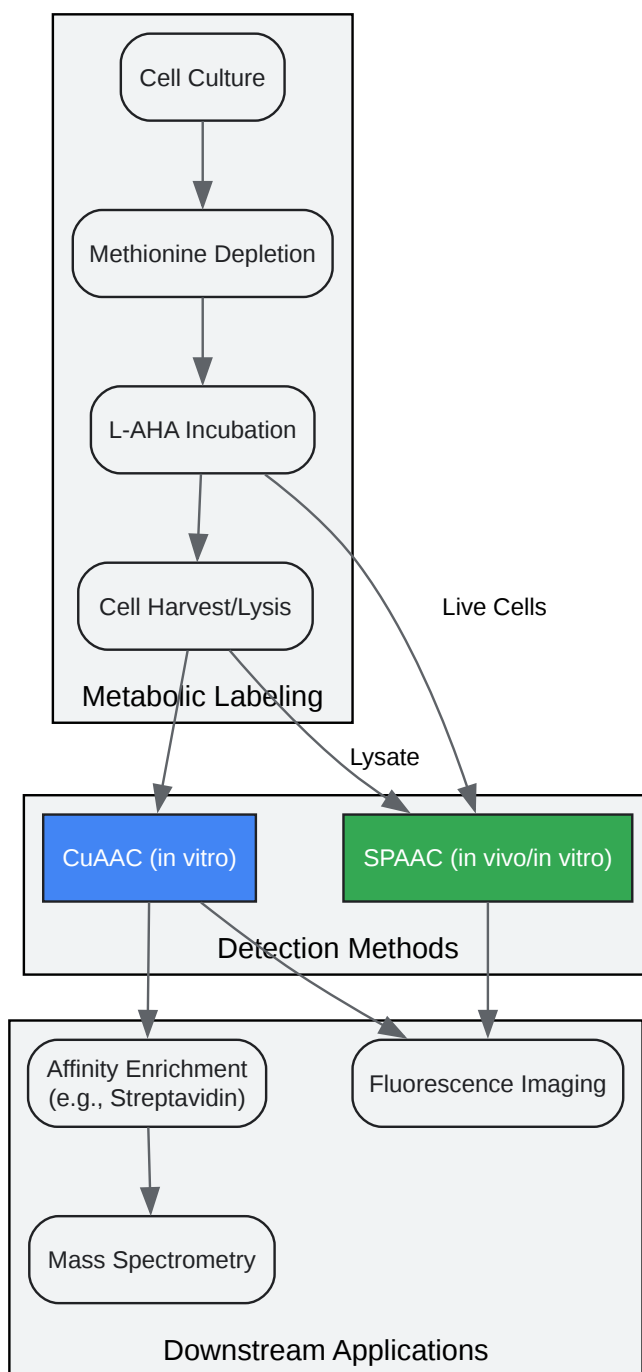 Cell Culture
Methionine Depletion
L-AHA Incubation
Cell Harvest/Lysis
Live Cells
Metabolic Labeling
Lysate
CuAAC (in vitro)
SPAAC (in vivo/in vitro)
Detection Methods
Affinity Enrichment
(e.g., Streptavidin)
Fluorescence Imaging
Mass Spectrometry
Downstream Applications